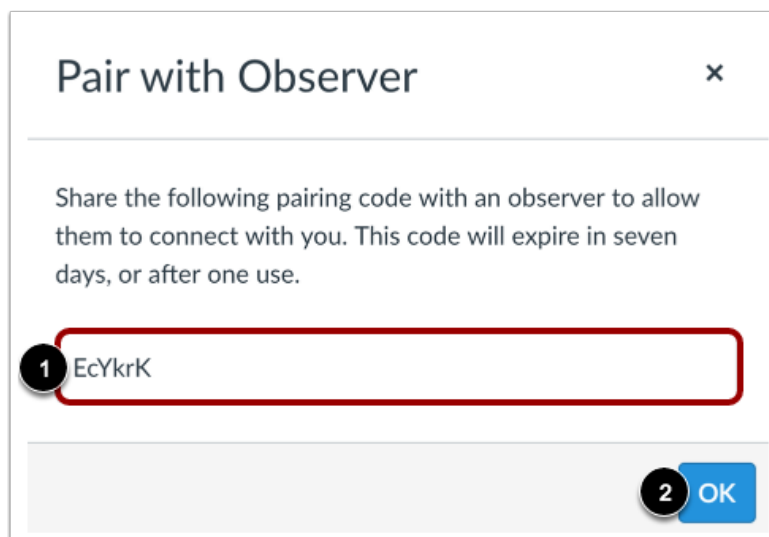 Pair with Observer ×
Share the following pairing code with an observer to allow
them to connect with you. This code will expire in seven
days, or after one use.
1 EcYkrK
2 OK